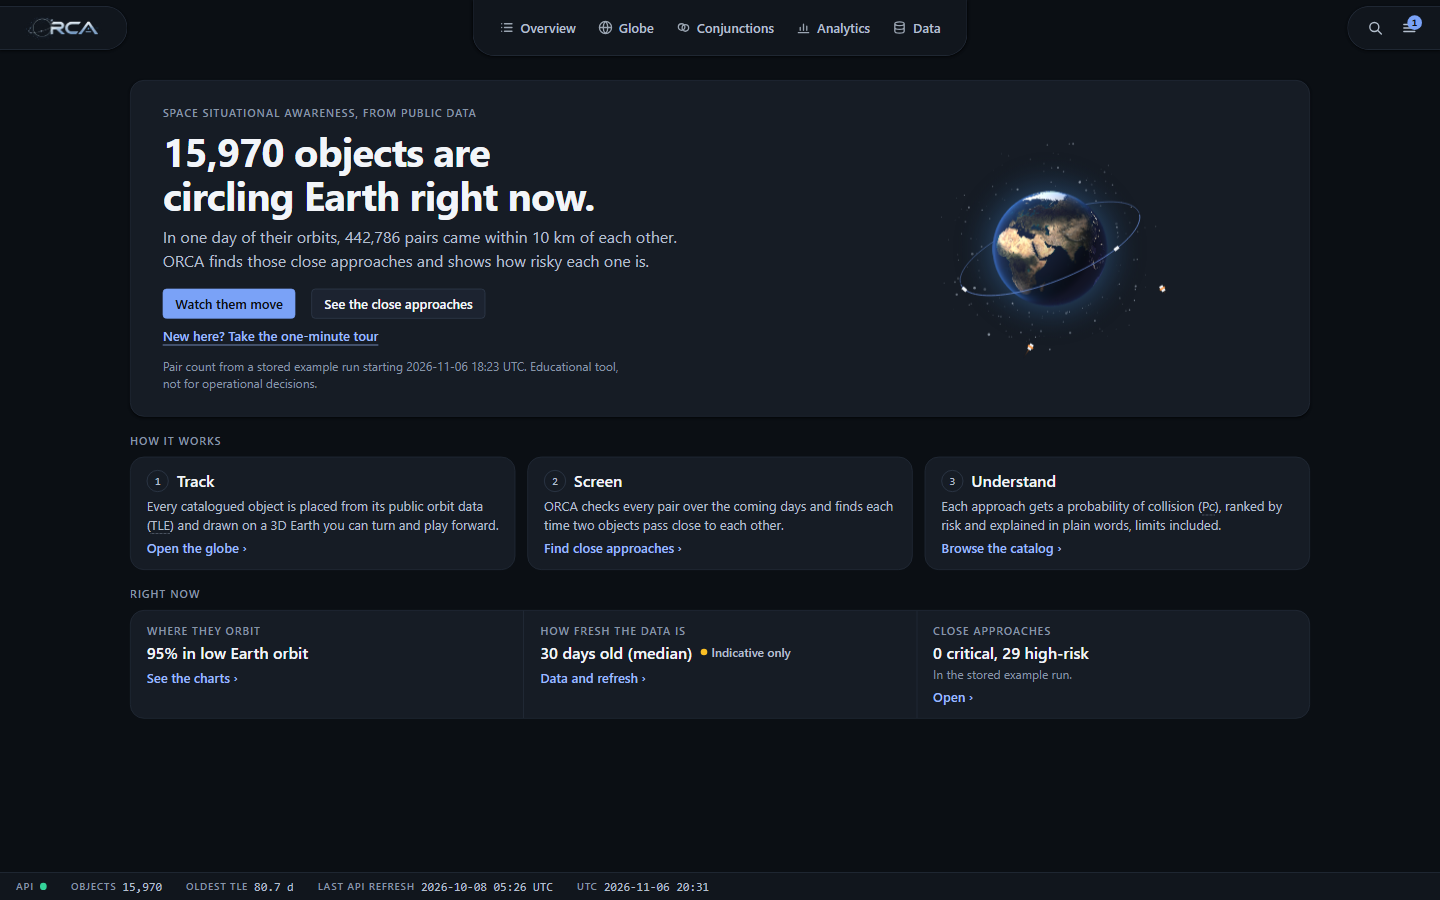 ORCA
Overview
Globe
Conjunctions
Analytics
Data
1
SPACE SITUATIONAL AWARENESS, FROM PUBLIC DATA
15,970 objects are
circling Earth right now.
In one day of their orbits, 442,786 pairs came within 10 km of each other.
ORCA finds those close approaches and shows how risky each one is.
Watch them move
See the close approaches
New here? Take the one-minute tour
Pair count from a stored example run starting 2026-11-06 18:23 UTC. Educational tool,
not for operational decisions.
HOW IT WORKS
1 Track
Every catalogued object is placed from its public orbit data
(TLE) and drawn on a 3D Earth you can turn and play forward.
Open the globe ›
2 Screen
ORCA checks every pair over the coming days and finds each
time two objects pass close to each other.
Find close approaches ›
3 Understand
Each approach gets a probability of collision (Pc), ranked by
risk and explained in plain words, limits included.
Browse the catalog ›
RIGHT NOW
WHERE THEY ORBIT
95% in low Earth orbit
See the charts ›
HOW FRESH THE DATA IS
30 days old (median) Indicative only
Data and refresh ›
CLOSE APPROACHES
0 critical, 29 high-risk
In the stored example run.
Open ›
API OBJECTS 15,970 OLDEST TLE 80.7 d LAST API REFRESH 2026-10-08 05:26 UTC UTC 2026-11-06 20:31